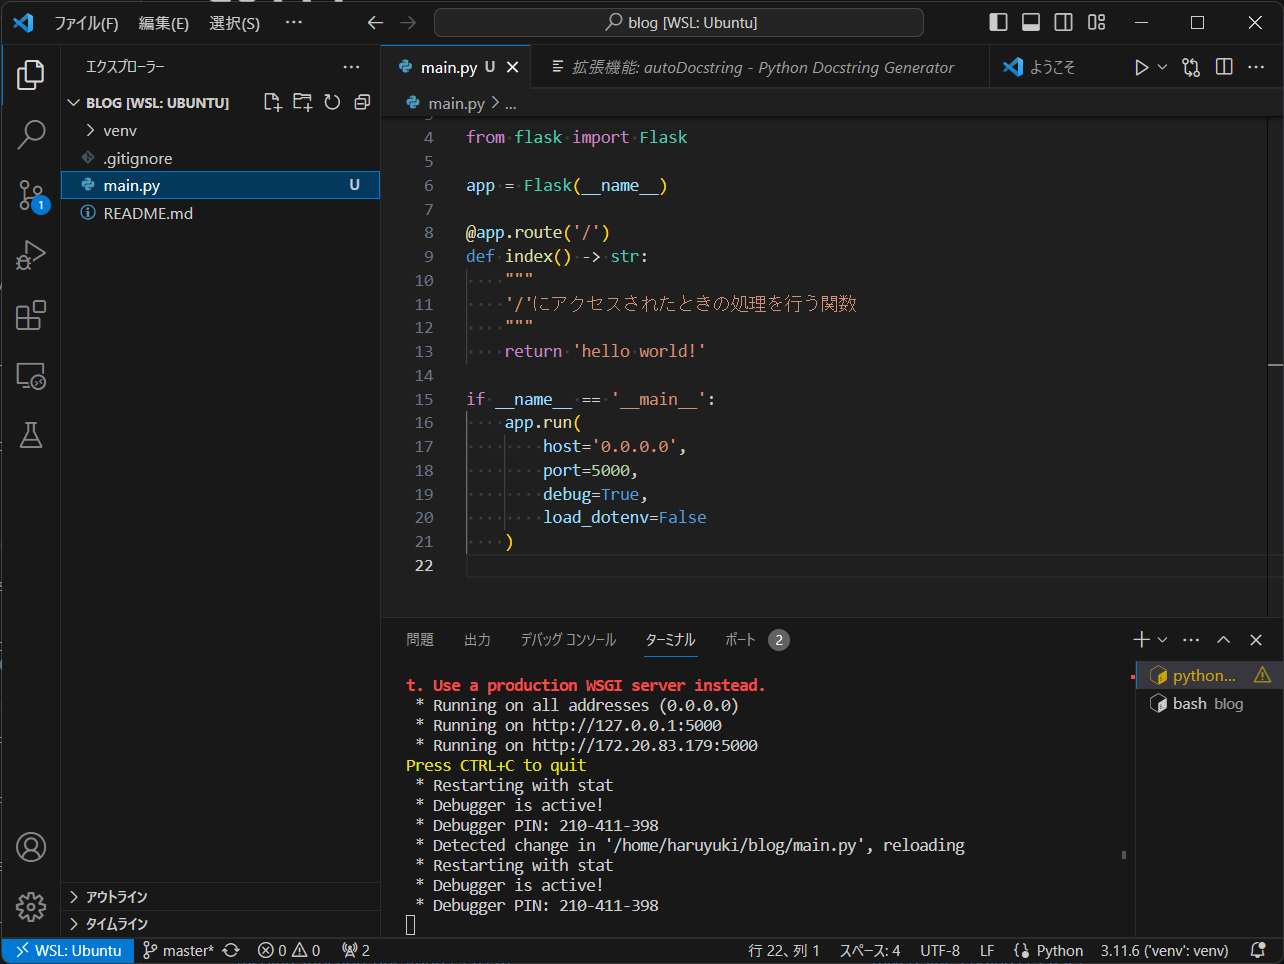 ファイル(F) 編集(E) 選択(S) ··· blog [WSL: Ubuntu]
エクスプローラー ···
BLOG [WSL: UBUNTU]
venv
.gitignore
main.py U
README.md
アウトライン
タイムライン
main.py U 拡張機能: autoDocstring - Python Docstring Generator ようこそ
main.py > ...
4 from flask import Flask
5
6 app = Flask(__name__)
7
8 @app.route('/')
9 def index() -> str:
10 """
11 '/'にアクセスされたときの処理を行う関数
12 """
13 return 'hello world!'
14
15 if __name__ == '__main__':
16 app.run(
17 host='0.0.0.0',
18 port=5000,
19 debug=True,
20 load_dotenv=False
21 )
22
問題 出力 デバッグ コンソール ターミナル ポート 2
t. Use a production WSGI server instead.
* Running on all addresses (0.0.0.0)
* Running on http://127.0.0.1:5000
* Running on http://172.20.83.179:5000
Press CTRL+C to quit
* Restarting with stat
* Debugger is active!
* Debugger PIN: 210-411-398
* Detected change in '/home/haruyuki/blog/main.py', reloading
* Restarting with stat
* Debugger is active!
* Debugger PIN: 210-411-398
python...
bash blog
1
WSL: Ubuntu master* 0 0 2 行 22、列 1 スペース: 4 UTF-8 LF Python 3.11.6 ('venv': venv)